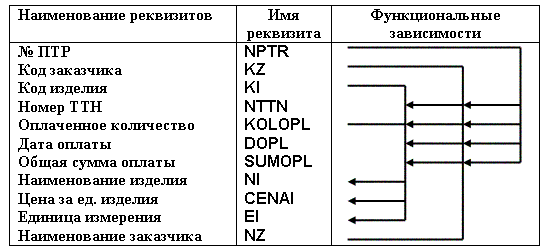 Наименование реквизитов Имя реквизита Функциональные зависимости
№ ПТР NPTR
Код заказчика KZ
Код изделия KI
Номер ТТН NTTN
Оплаченное количество KOLOPL
Дата оплаты DOPL
Общая сумма оплаты SUMOPL
Наименование изделия NI
Цена за ед. изделия CENAI
Единица измерения EI
Наименование заказчика NZ